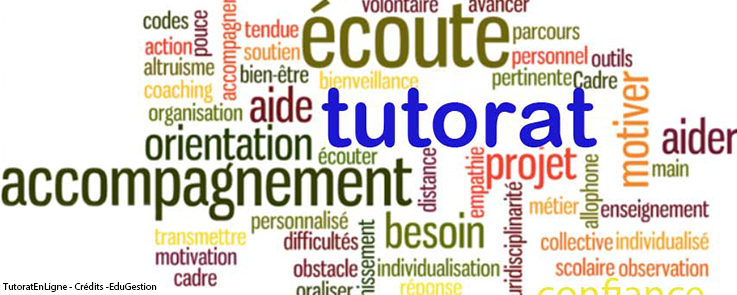 volontaire avancer
codes pouce accompagner tendue écoute parcours
action soutien personnel outils
altruisme bien-être bienveillance pertinente Cadre
coaching aide tutorat motiver
organisation aider
orientation écouter projet main
accompagnement distance empathie allophone
personnalisé besoin métier enseignement
transmettre difficultés collective individualisé
motivation obstacle individualisation scolaire observation
cadre oraliser réponse confiance
TutoratEnLigne - Crédits -EduGestion